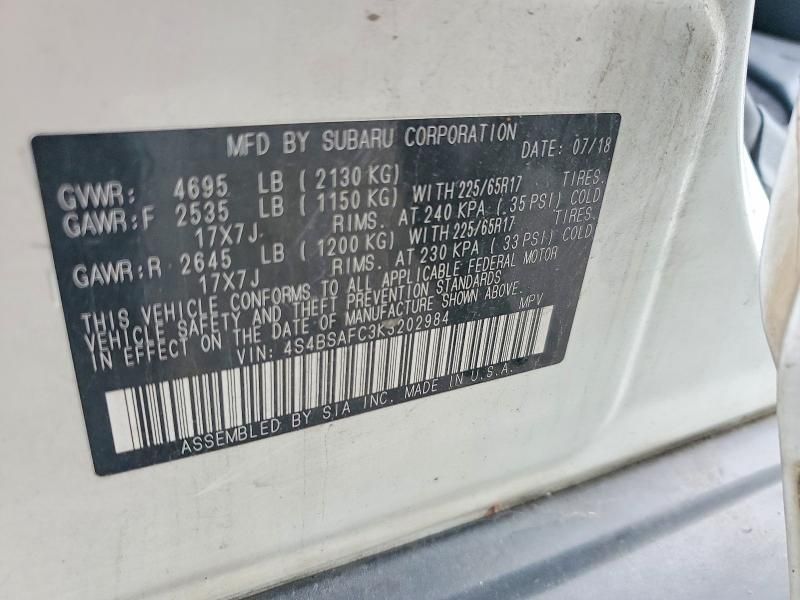 MFD BY SUBARU CORPORATION DATE: 07/18
GVWR: 4695 LB (2130 KG)
GAWR:F 2535 LB (1150 KG) WITH 225/65R17 TIRES.
17X7J RIMS. AT 240 KPA (.35 PSI) COLD
GAWR:R 2645 LB (1200 KG) WITH 225/65R17 TIRES.
17X7J RIMS. AT 230 KPA (33 PSI) COLD
THIS VEHICLE CONFORMS TO ALL APPLICABLE FEDERAL MOTOR
VEHICLE SAFETY AND THEFT PREVENTION STANDARDS
IN EFFECT ON THE DATE OF MANUFACTURE SHOWN ABOVE.
VIN: 4S4BSAFC3K3202984 MPV
ASSEMBLED BY SIA INC. MADE IN U.S.A.